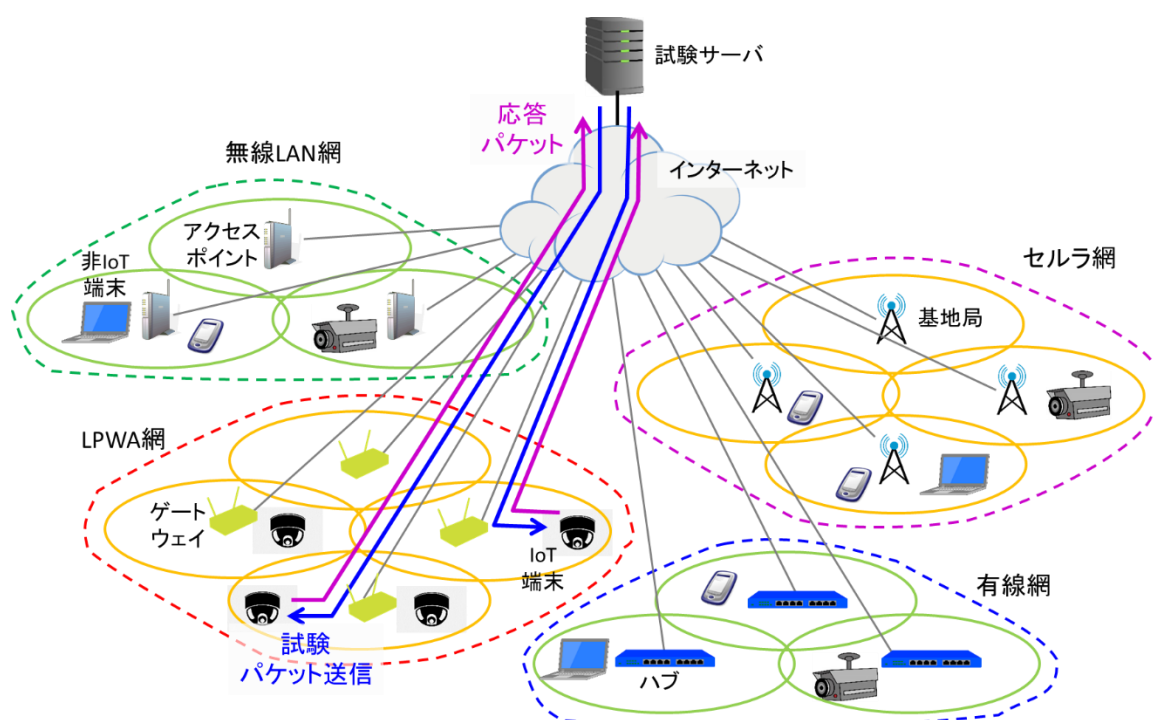 試験サーバ
応答
パケット
無線LAN網
インターネット
アクセス
ポイント
非IoT
端末
セルラ網
基地局
LPWA網
ゲート
ウェイ
IoT
端末
試験
パケット送信
有線網
ハブ